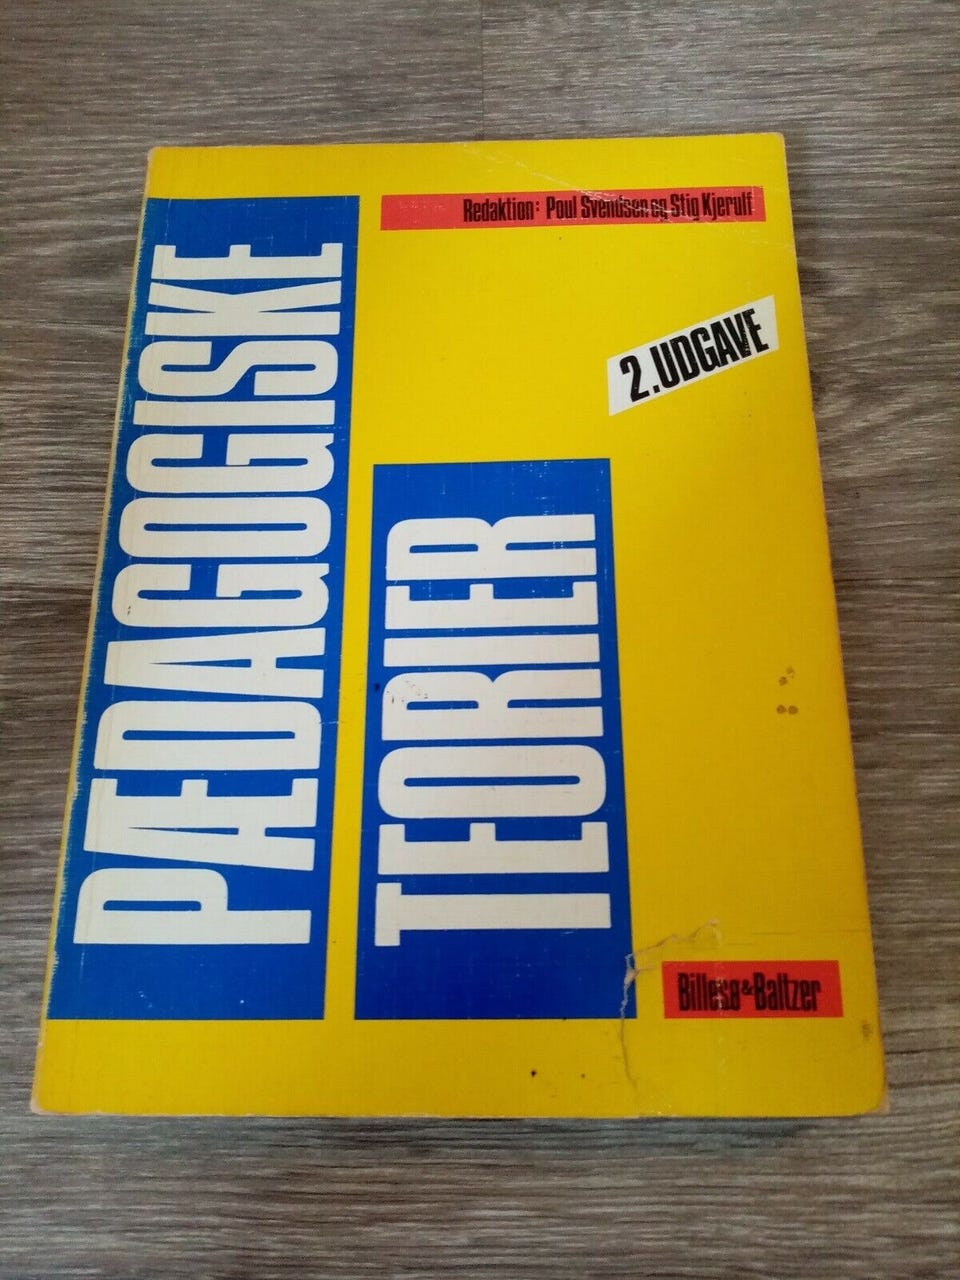 Redaktion: Poul Svendsen og Stig Kjerulf
2. UDGAVE
PÆDAGOGISKE
TEORIER
Billesø & Baltzer